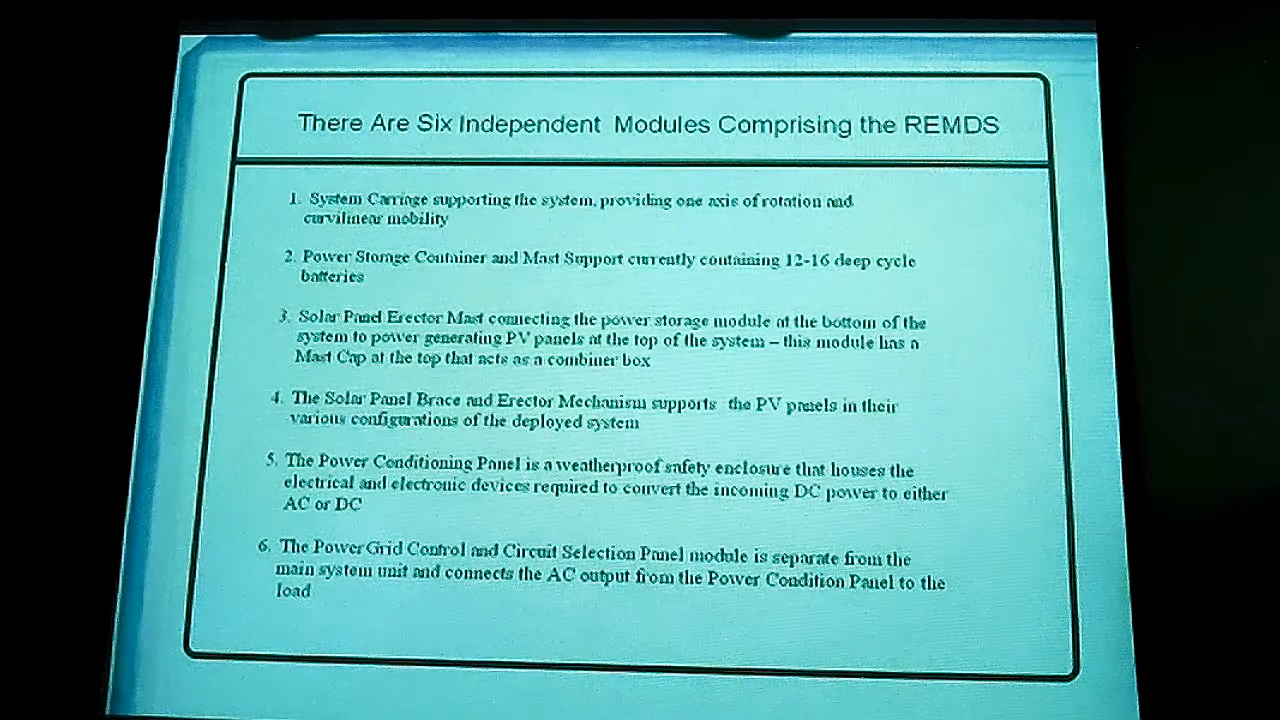 There Are Six Independent Modules Comprising the REMDS
1. System Carriage supporting the system, providing one axis of rotation and
curvilinear mobility
2. Power Storage Container and Mast Support currently containing 12-16 deep cycle
batteries
3. Solar Panel Erector Mast connecting the power storage module at the bottom of the
system to power generating PV panels at the top of the system – this module has a
Mast Cap at the top that acts as a combiner box
4. The Solar Panel Brace and Erector Mechanism supports the PV panels in their
various configurations of the deployed system
5. The Power Conditioning Panel is a weatherproof safety enclosure that houses the
electrical and electronic devices required to convert the incoming DC power to either
AC or DC
6. The Power Grid Control and Circuit Selection Panel module is separate from the
main system unit and connects the AC output from the Power Condition Panel to the
load